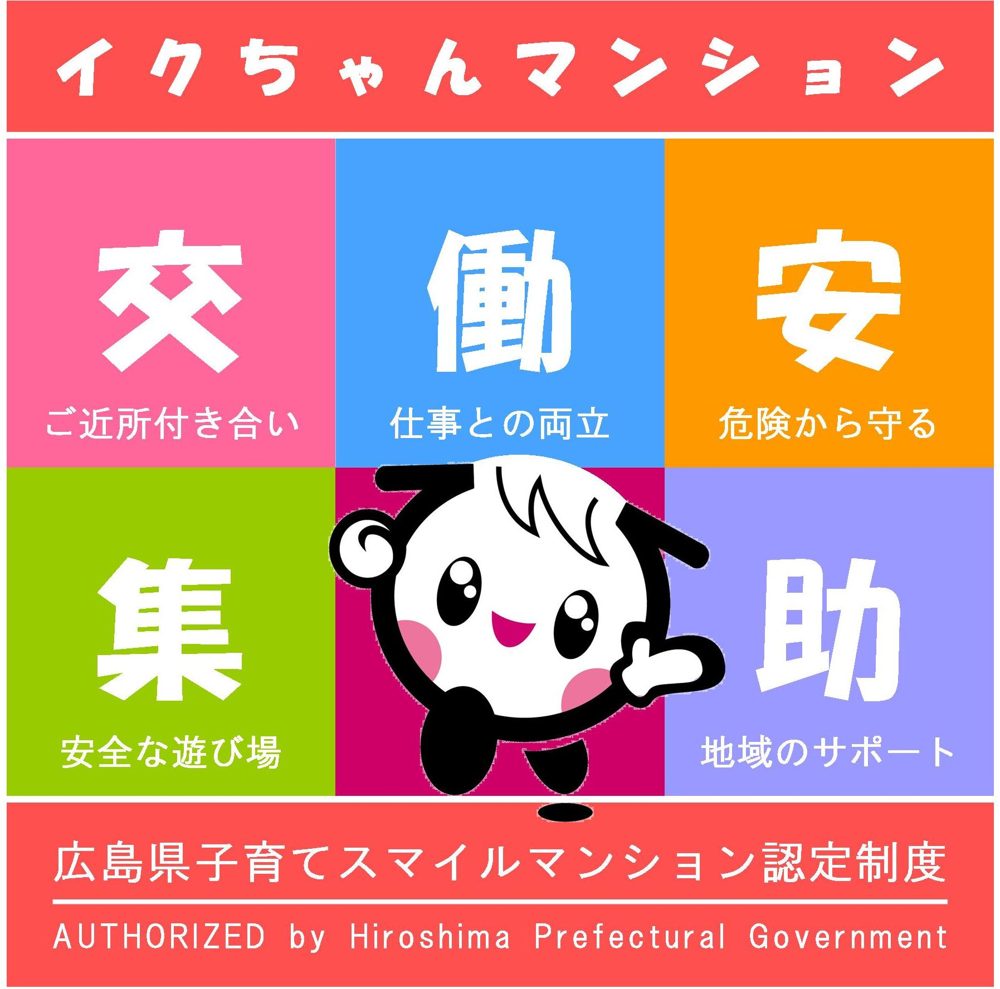 イクちゃんマンション
交
働
安
ご近所付き合い
仕事との両立
危険から守る
集
助
安全な遊び場
地域のサポート
広島県子育てスマイルマンション認定制度
AUTHORIZED by Hiroshima Prefectural Government